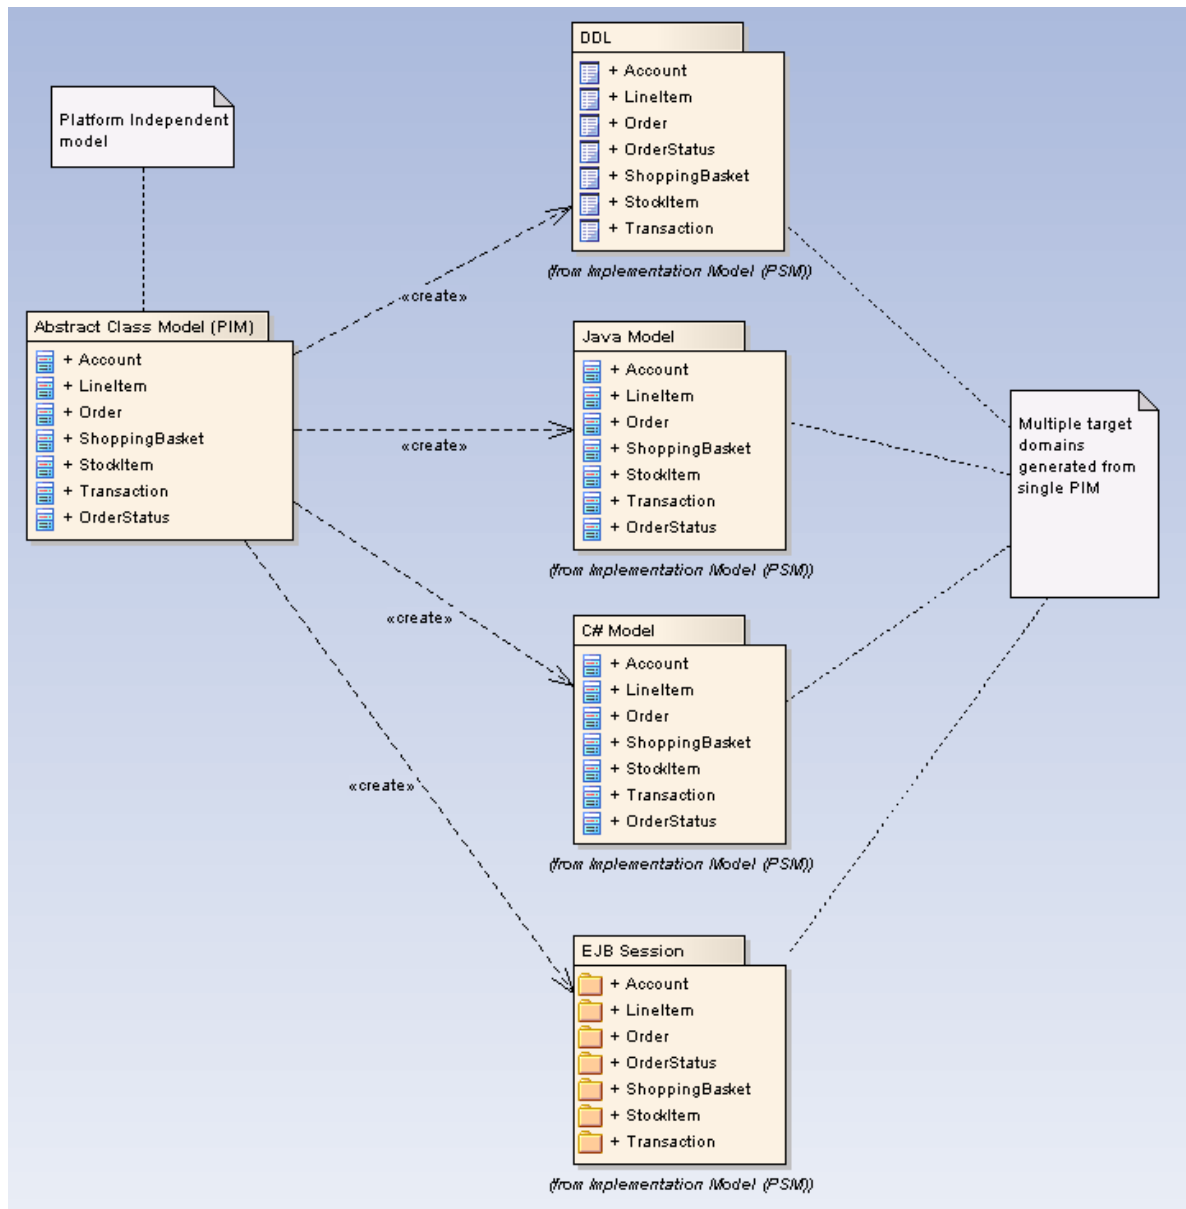 Platform Independent
model
Abstract Class Model (PIM)
+ Account
+ LineItem
+ Order
+ ShoppingBasket
+ StockItem
+ Transaction
+ OrderStatus
«create»
«create»
«create»
«create»
DDL
+ Account
+ LineItem
+ Order
+ OrderStatus
+ ShoppingBasket
+ StockItem
+ Transaction
(from Implementation Model (PSM))
Java Model
+ Account
+ LineItem
+ Order
+ ShoppingBasket
+ StockItem
+ Transaction
+ OrderStatus
(from Implementation Model (PSM))
C# Model
+ Account
+ LineItem
+ Order
+ ShoppingBasket
+ StockItem
+ Transaction
+ OrderStatus
(from Implementation Model (PSM))
EJB Session
+ Account
+ LineItem
+ Order
+ OrderStatus
+ ShoppingBasket
+ StockItem
+ Transaction
(from Implementation Model (PSM))
Multiple target
domains
generated from
single PIM